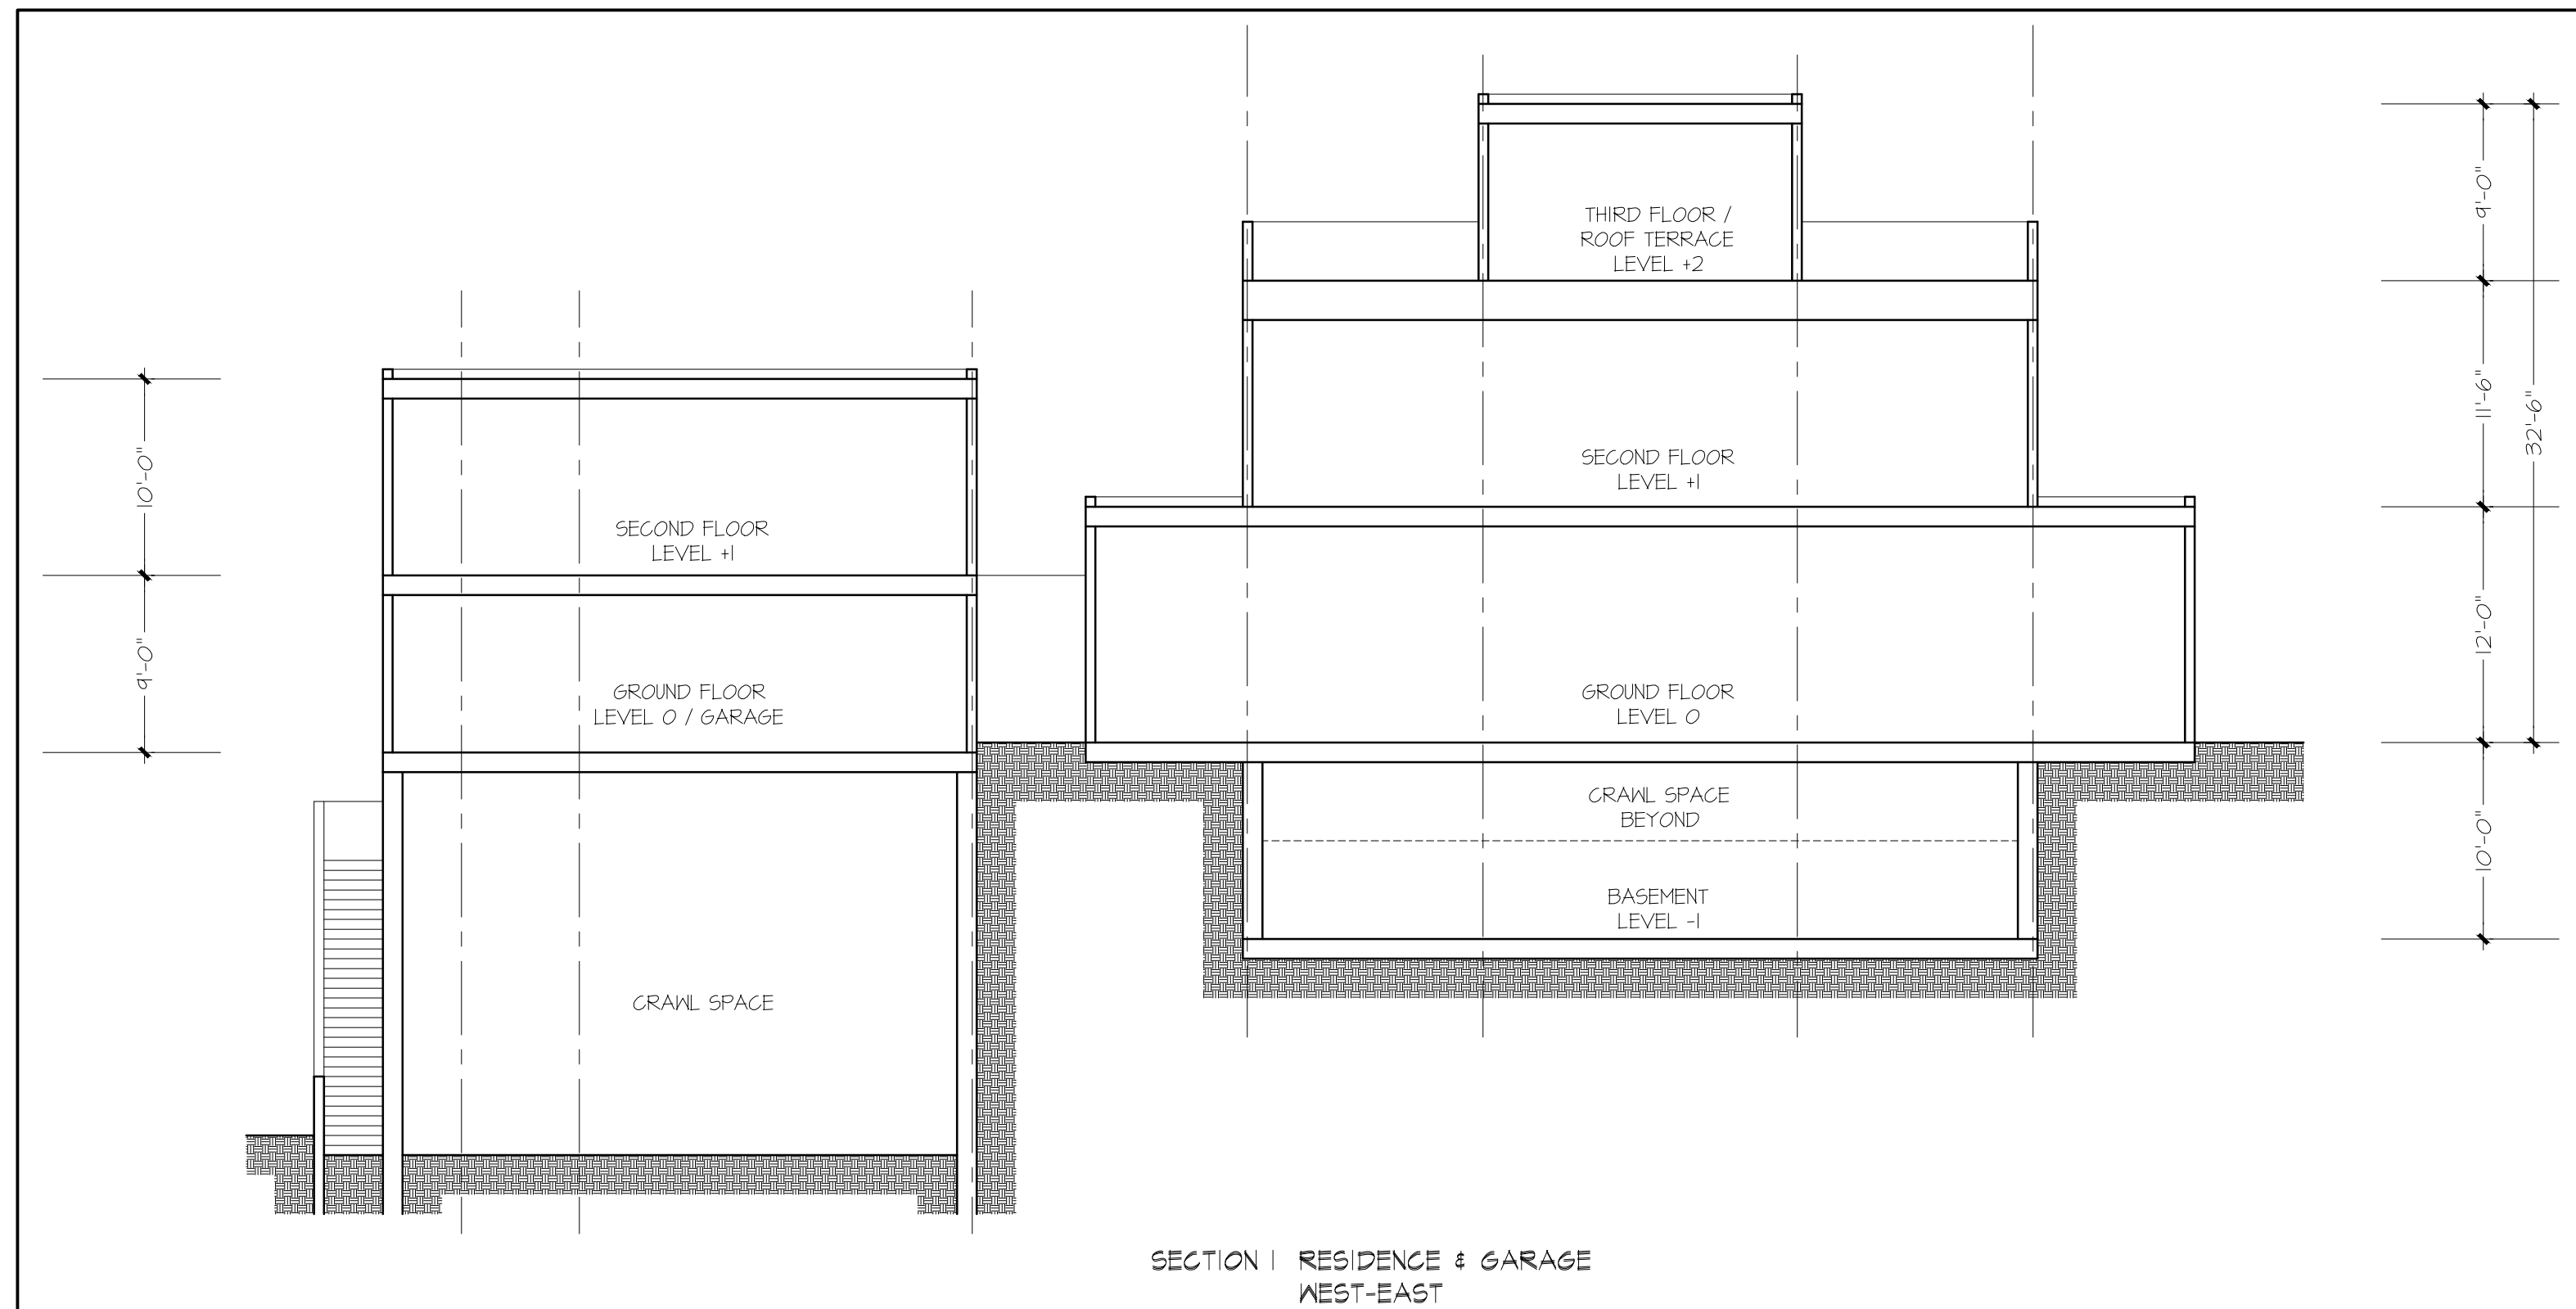 THIRD FLOOR /
ROOF TERRACE
LEVEL +2
9'-0"
11'-6"
32'-6"
SECOND FLOOR
LEVEL +1
10'-0"
SECOND FLOOR
LEVEL +1
9'-0"
GROUND FLOOR
LEVEL 0 / GARAGE
GROUND FLOOR
LEVEL 0
12'-0"
CRAWL SPACE
BEYOND
10'-0"
BASEMENT
LEVEL -1
CRAWL SPACE
SECTION 1 RESIDENCE & GARAGE
WEST-EAST